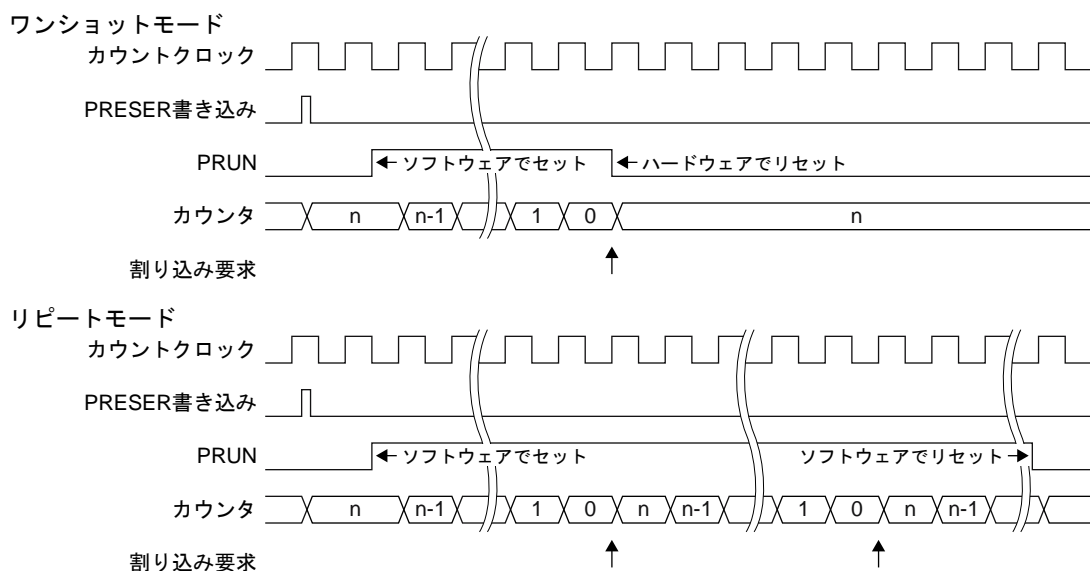 ワンショットモード
カウントクロック
PRESER書き込み
PRUN ソフトウェアでセット ハードウェアでリセット
カウンタ n n-1 1 0 n
割り込み要求
リピートモード
カウントクロック
PRESER書き込み
PRUN ソフトウェアでセット ソフトウェアでリセット
カウンタ n n-1 1 0 n n-1 1 0 n n-1
割り込み要求